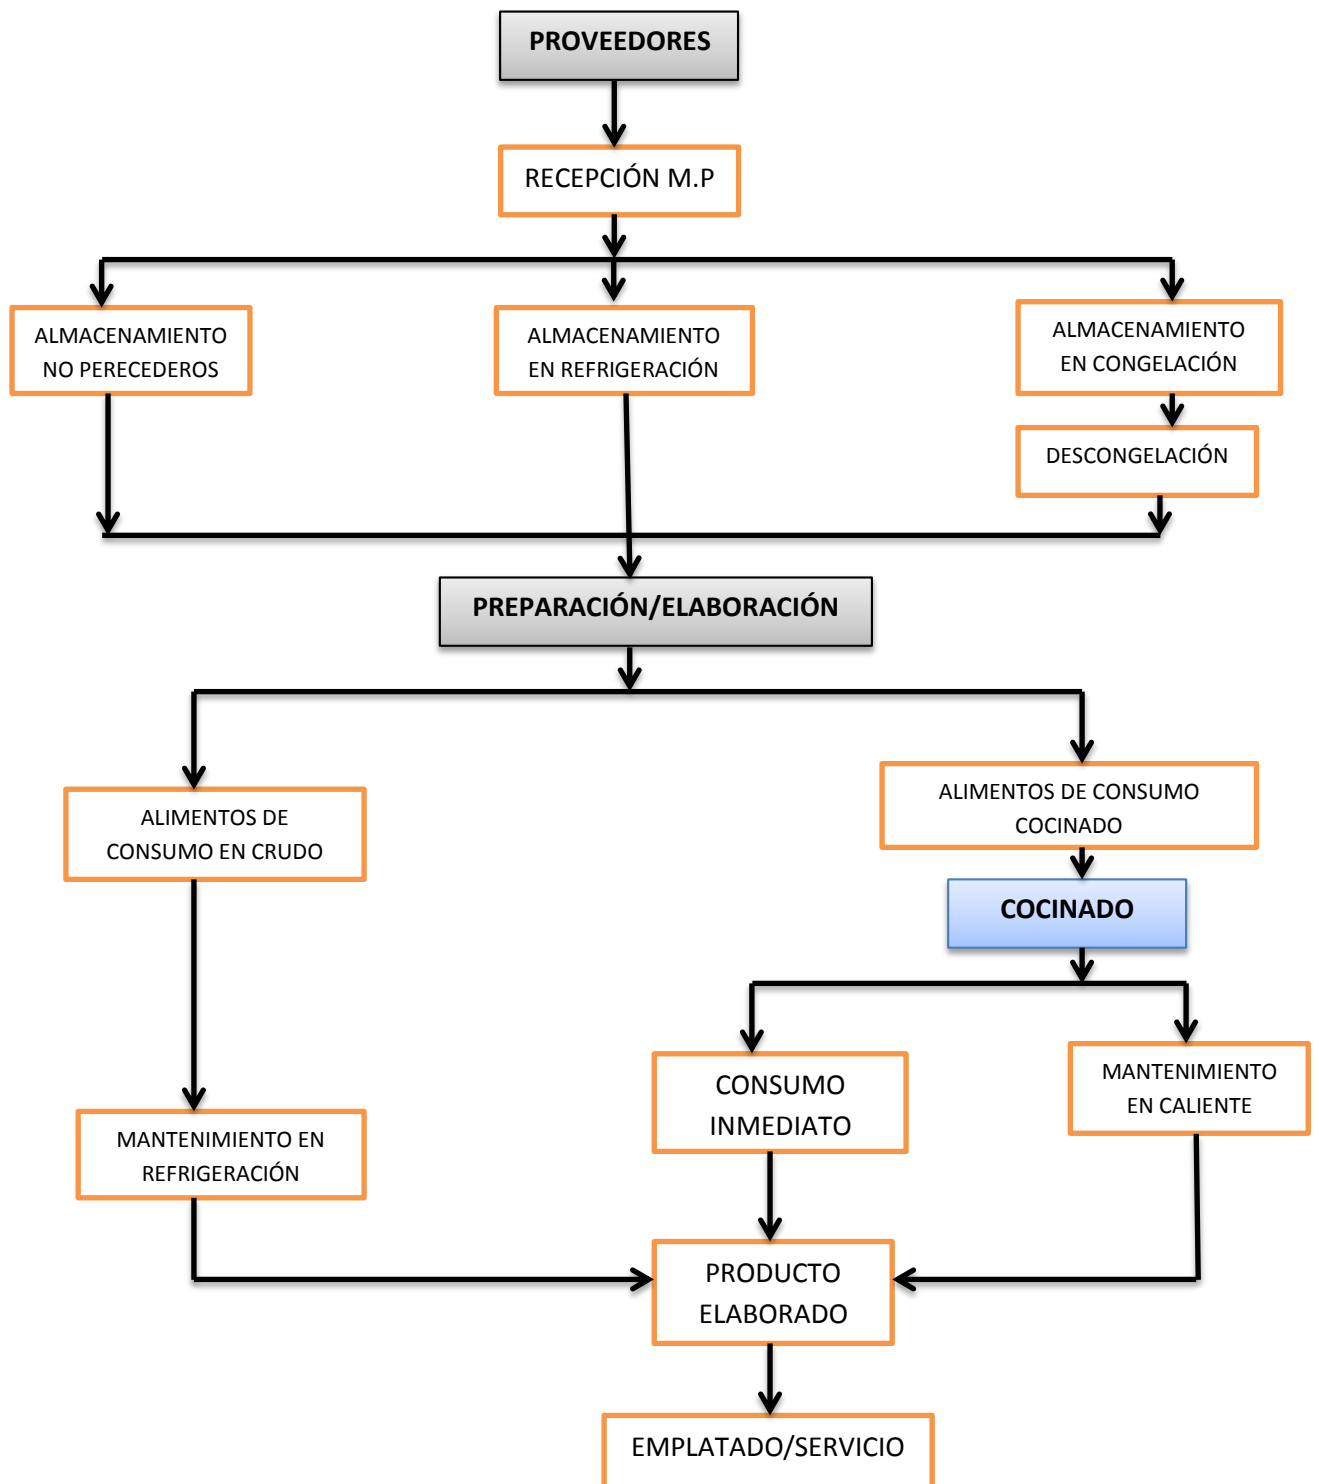 PROVEEDORES
RECEPCIÓN M.P
ALMACENAMIENTO
NO PERECEDEROS
ALMACENAMIENTO
EN REFRIGERACIÓN
ALMACENAMIENTO
EN CONGELACIÓN
DESCONGELACIÓN
PREPARACIÓN/ELABORACIÓN
ALIMENTOS DE
CONSUMO EN CRUDO
ALIMENTOS DE CONSUMO
COCINADO
COCINADO
CONSUMO
INMEDIATO
MANTENIMIENTO
EN CALIENTE
MANTENIMIENTO EN
REFRIGERACIÓN
PRODUCTO
ELABORADO
EMPLATADO/SERVICIO